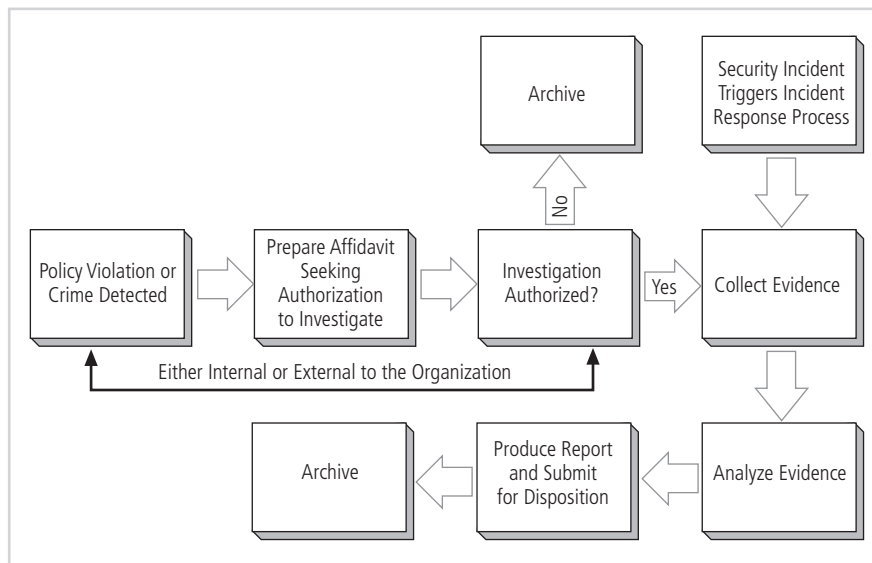 Archive
Security Incident
Triggers Incident
Response Process
No
Policy Violation or
Crime Detected
Prepare Affidavit
Seeking
Authorization
to Investigate
Investigation
Authorized?
Yes
Collect Evidence
Either Internal or External to the Organization
Archive
Produce Report
and Submit
for Disposition
Analyze Evidence